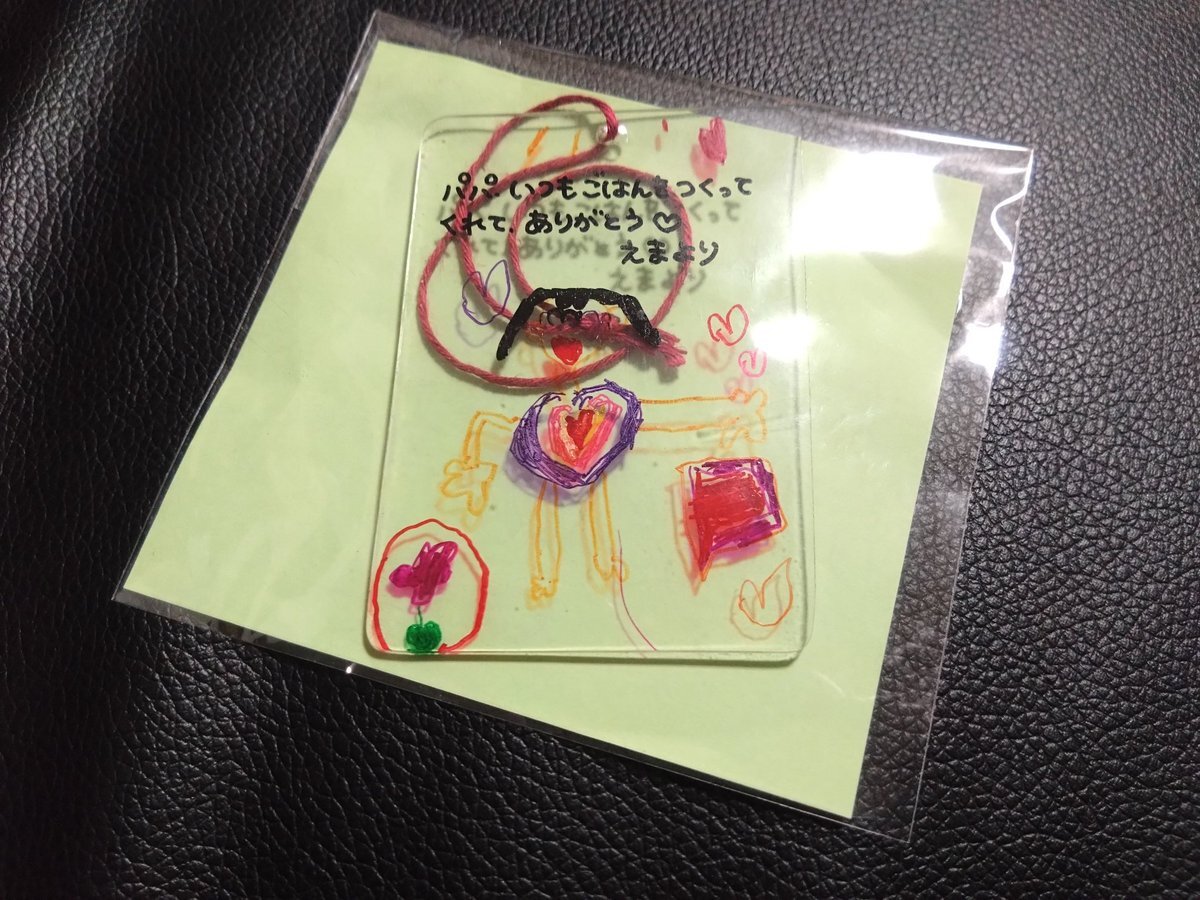 パパ。いつもごはんをつくって
くれて、ありがとう♡
えまより